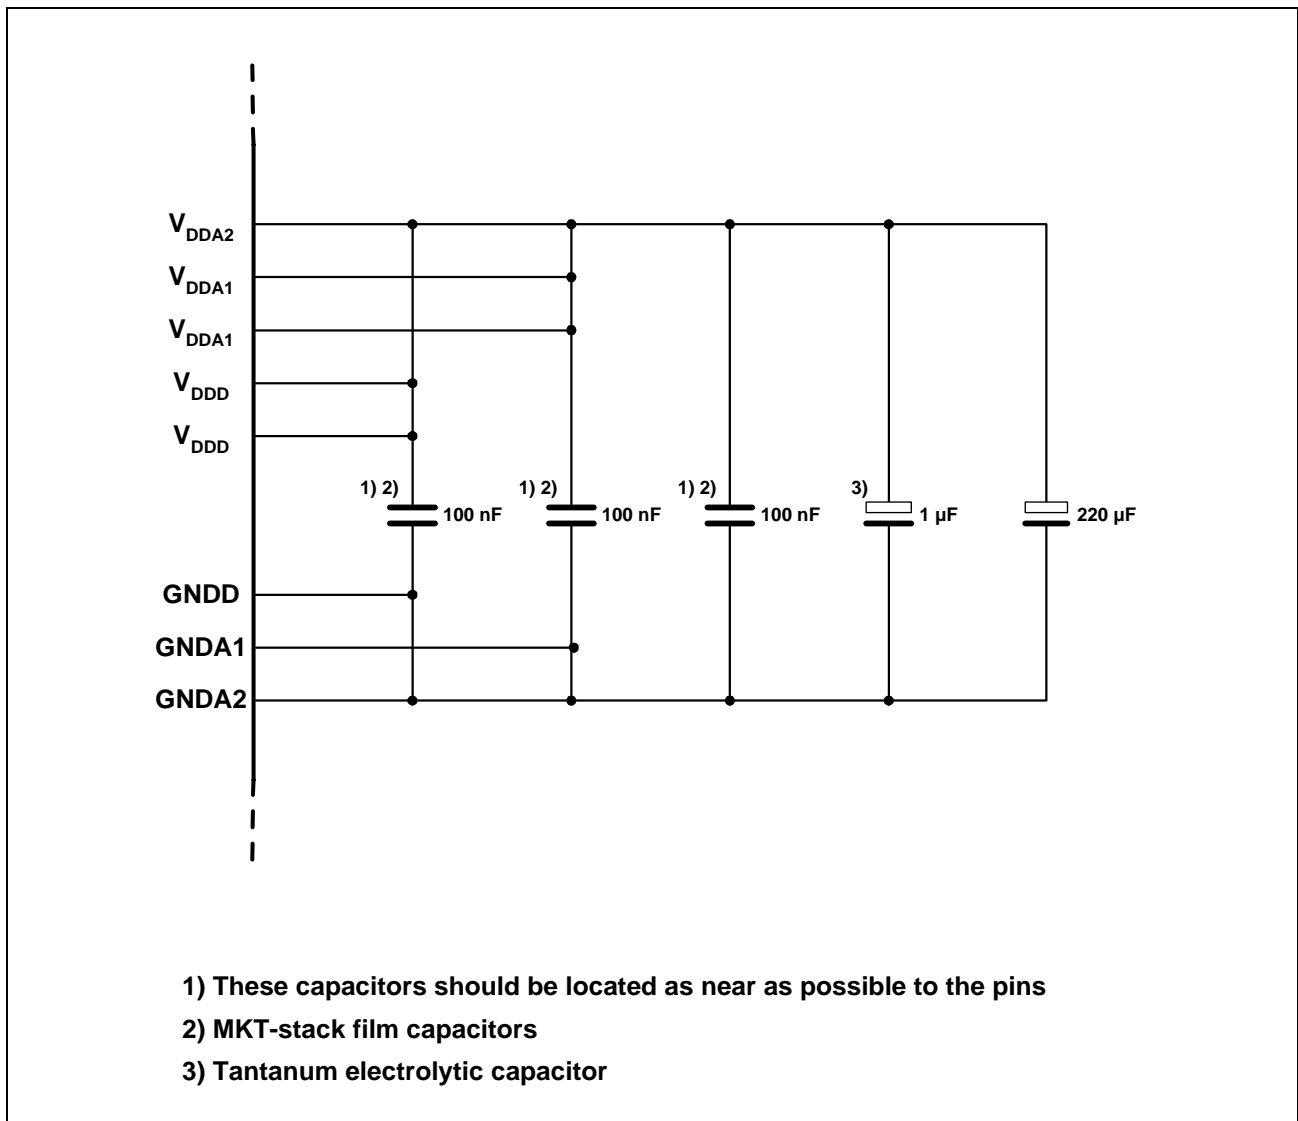 VDDA2
VDDA1
VDDA1
VDDD
VDDD
1) 2) 1) 2) 1) 2) 3)
100 nF 100 nF 100 nF 1 µF 220 µF
GNDD
GNDA1
GNDA2
1) These capacitors should be located as near as possible to the pins
2) MKT-stack film capacitors
3) Tantanum electrolytic capacitor